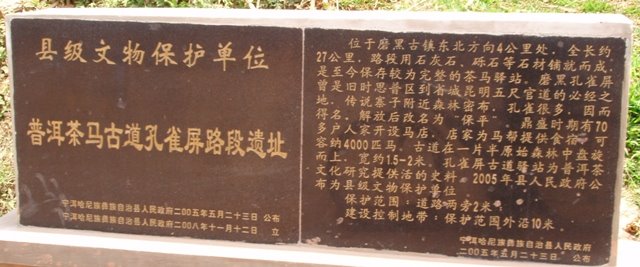 县级文物保护单位
普洱茶马古道孔雀屏路段遗址
宁洱哈尼族彝族自治县人民政府二00五年五月二十三日 公布
宁洱哈尼族彝族自治县人民政府二00八年十一月十二日 立
位于磨黑古镇东北方向4公里处，全长约
27公里，路段用石灰石、砾石等石材铺就而成，
是至今保存较为完整的茶马驿站，磨黑孔雀屏
曾是旧时思普区到省城昆明五尺官道的必经之
地，传说寨子附近森林密布，孔雀很多，因而
得名，解放后改名为“保平”，鼎盛时期有70
多户人家开设马店，店家为马帮提供食宿，可
容纳4000匹马，古道在一片半原始森林中盘旋
而上，宽约15-2米，孔雀屏古道驿站为普洱茶
文化研究提供活的史料，2005年县人民政府公
布为县级文物保护单位
保护范围：道路两旁2米
建设控制地带：保护范围外沿10米
宁洱哈尼族彝族自治县人民政府
二00五年五月二十三日 公布